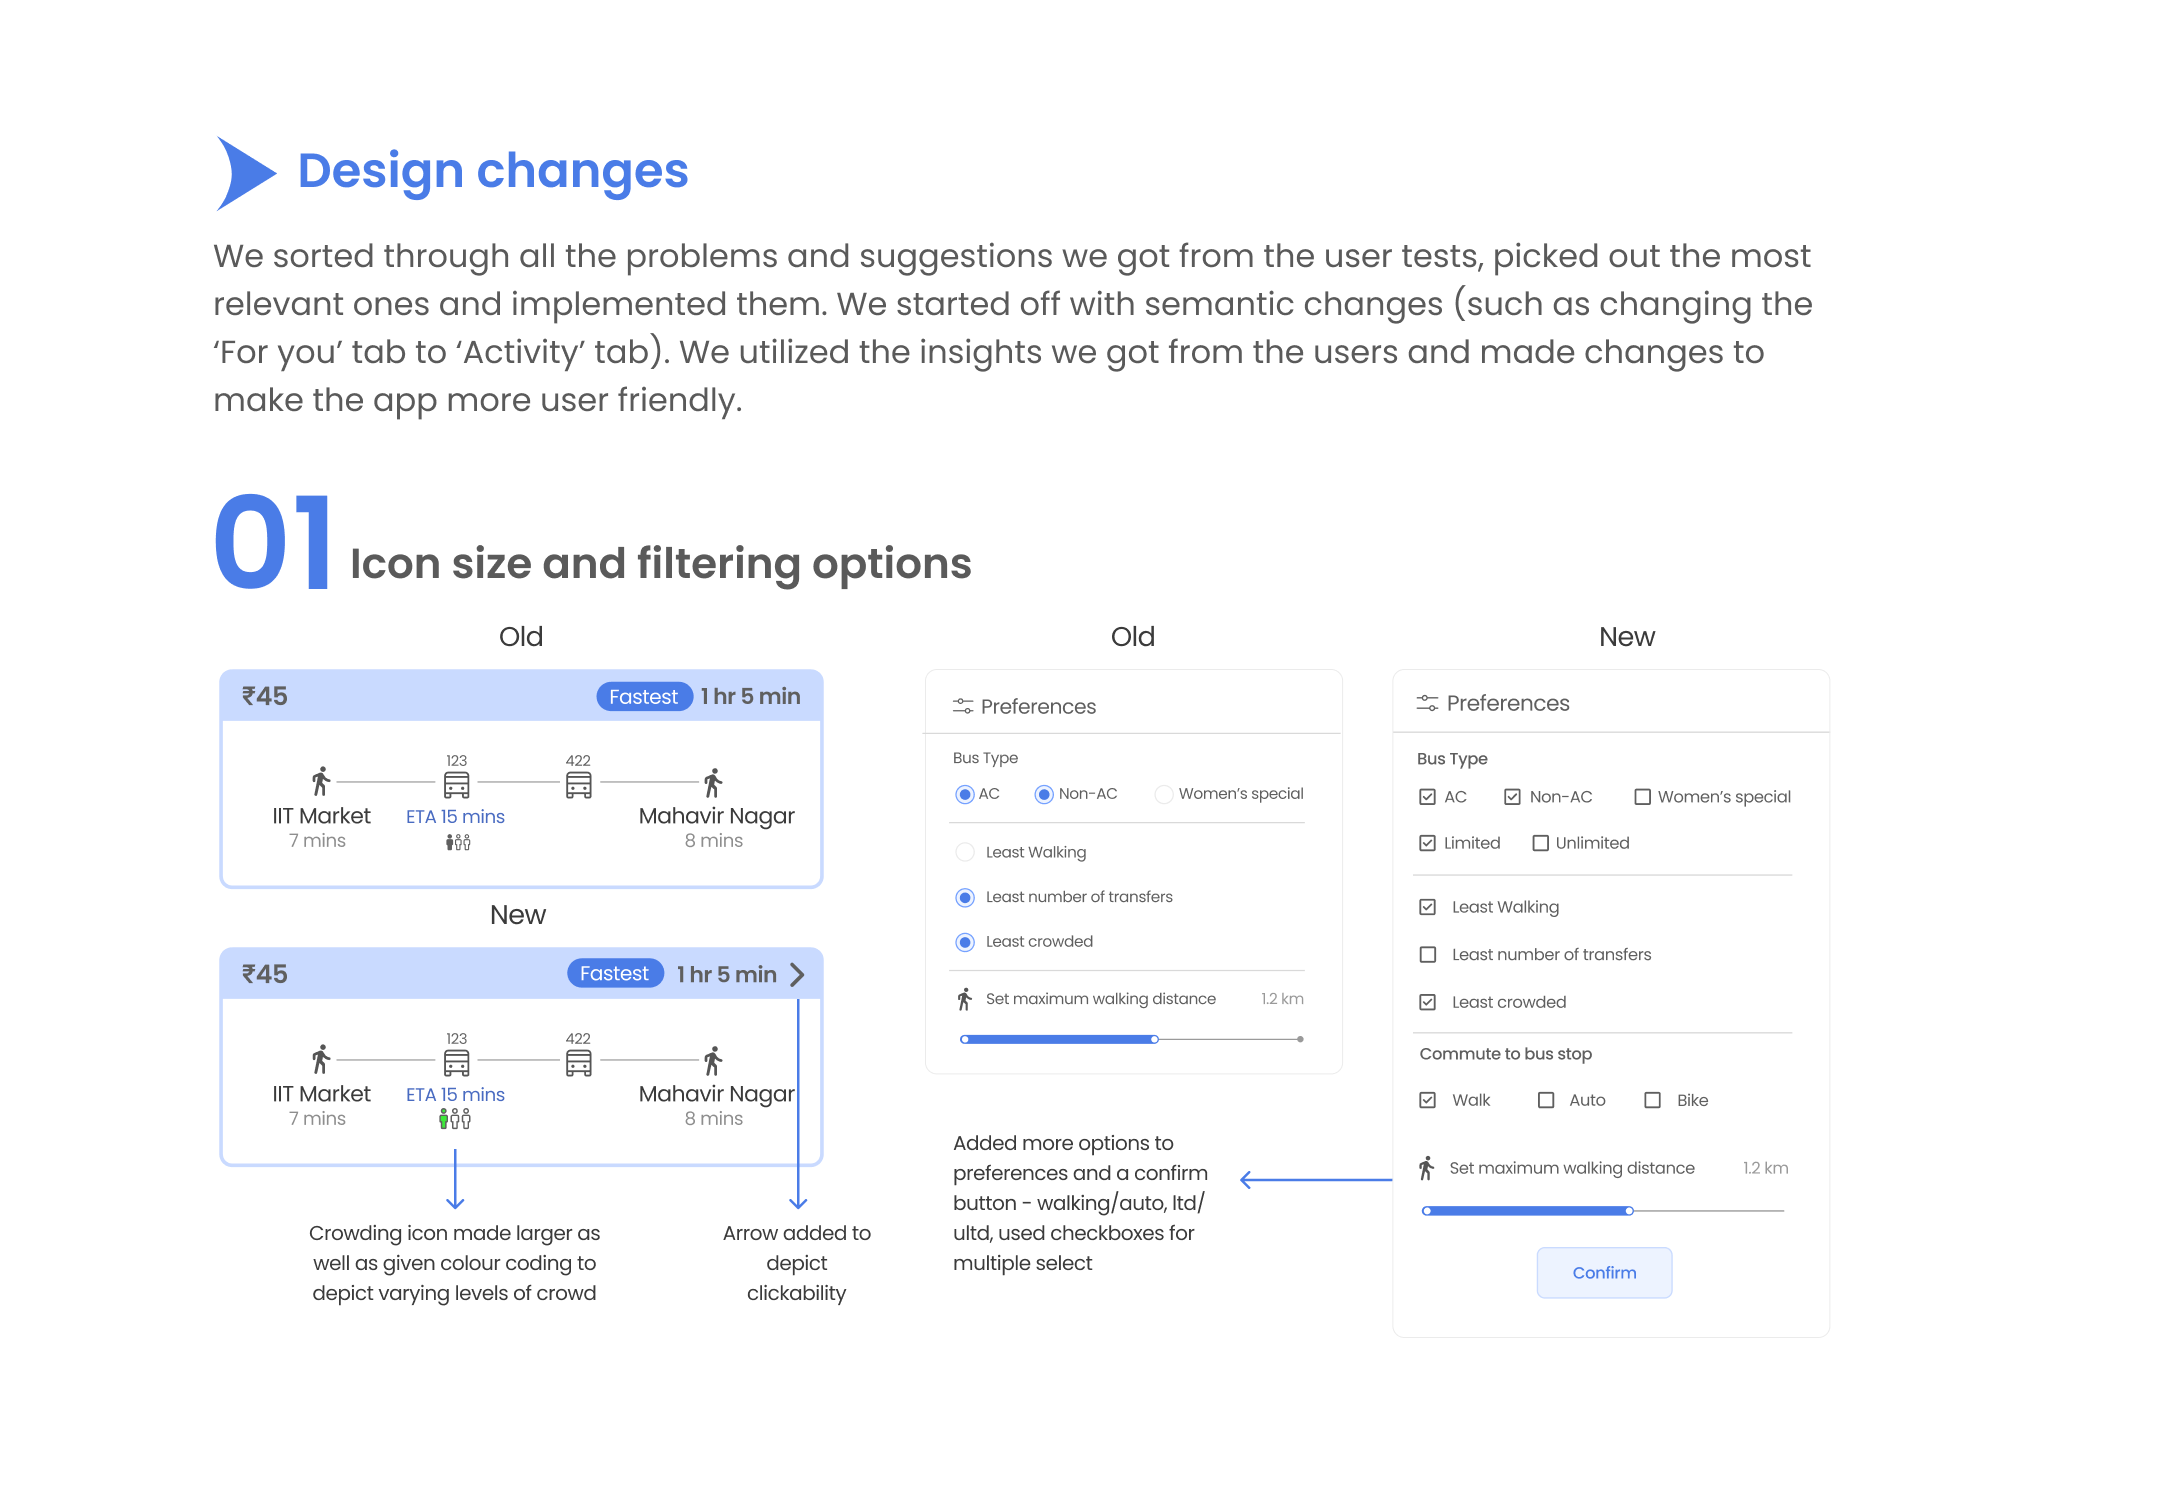 Design changes
We sorted through all the problems and suggestions we got from the user tests, picked out the most
relevant ones and implemented them. We started off with semantic changes (such as changing the
‘For you’ tab to ‘Activity’ tab). We utilized the insights we got from the users and made changes to
make the app more user friendly.
01 Icon size and filtering options
Old
₹45 Fastest 1 hr 5 min
123 422
IIT Market ETA 15 mins Mahavir Nagar
7 mins 8 mins
New
₹45 Fastest 1 hr 5 min
123 422
IIT Market ETA 15 mins Mahavir Nagar
7 mins 8 mins
Crowding icon made larger as
well as given colour coding to
depict varying levels of crowd
Arrow added to
depict
clickability
Old
Preferences
Bus Type
AC Non-AC Women’s special
Least Walking
Least number of transfers
Least crowded
Set maximum walking distance 1.2 km
Added more options to
preferences and a confirm
button - walking/auto, ltd/
ultd, used checkboxes for
multiple select
New
Preferences
Bus Type
AC Non-AC Women’s special
Limited Unlimited
Least Walking
Least number of transfers
Least crowded
Commute to bus stop
Walk Auto Bike
Set maximum walking distance 1.2 km
Confirm